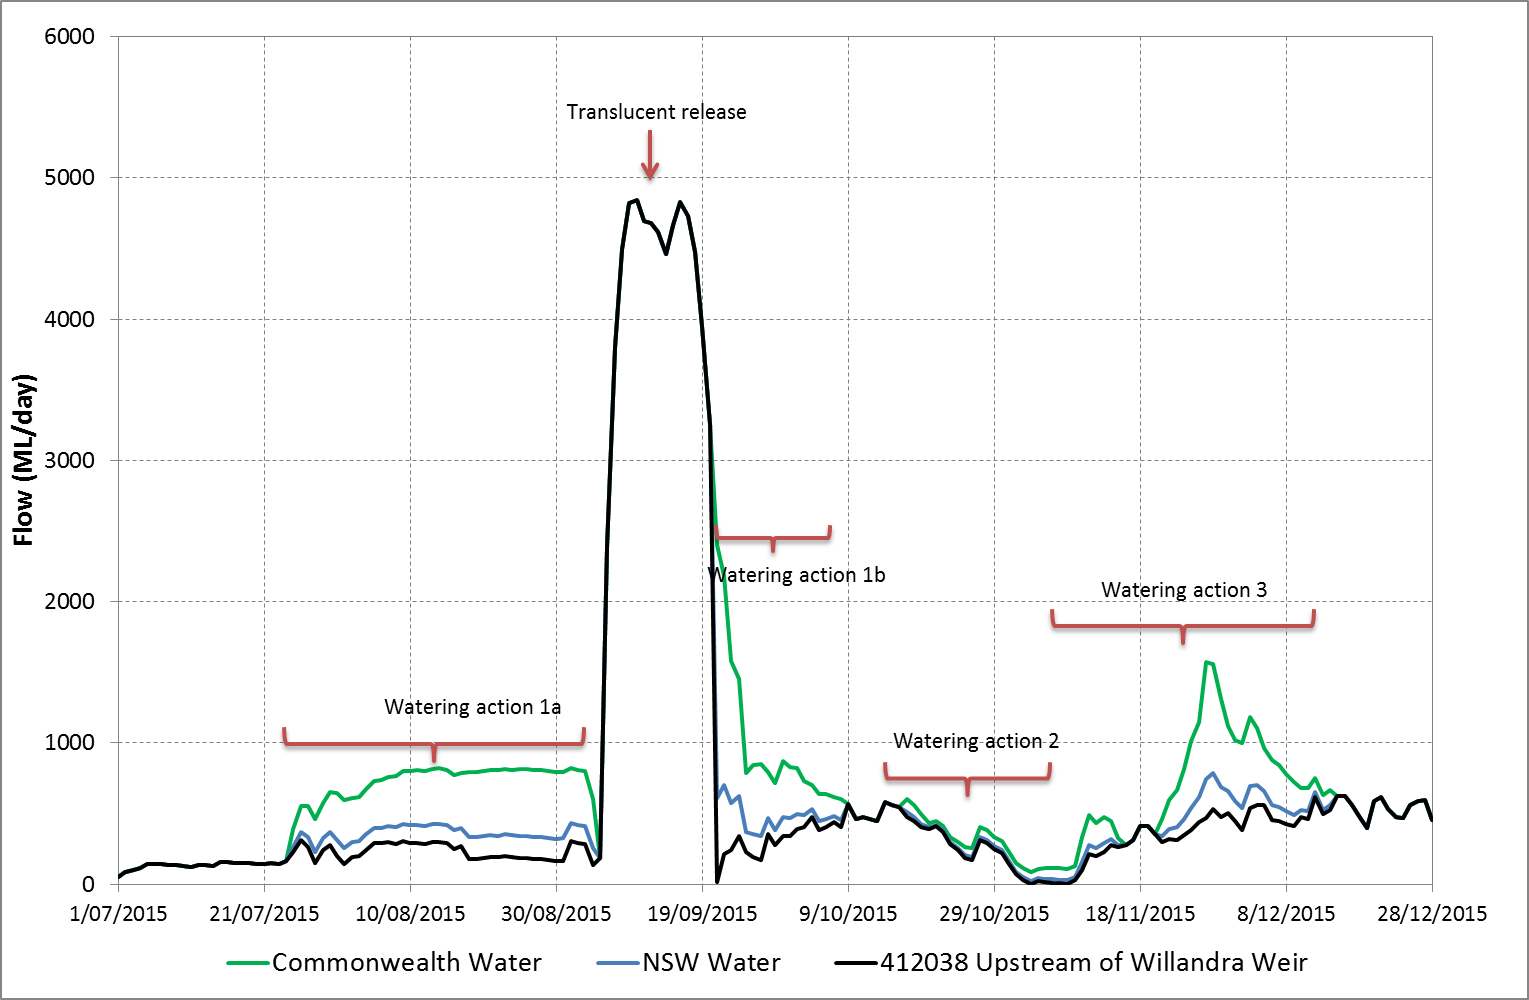 6000
Translucent release
5000
4000
Flow (ML/day)
3000
Watering action 1b
2000
Watering action 3
Watering action 1a
Watering action 2
1000
0
1/07/2015 21/07/2015 10/08/2015 30/08/2015 19/09/2015 9/10/2015 29/10/2015 18/11/2015 8/12/2015 28/12/2015
Commonwealth Water NSW Water 412038 Upstream of Willandra Weir